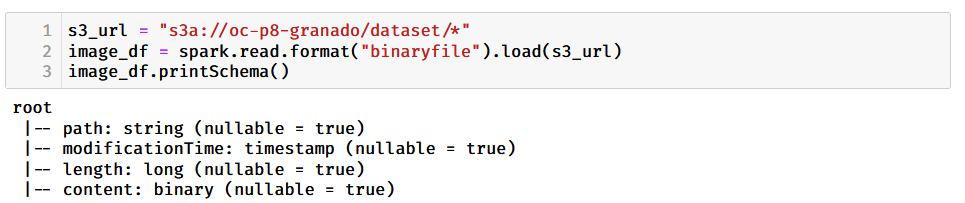 1 s3_url = "s3a://oc-p8-granado/dataset/*"
2 image_df = spark.read.format("binaryfile").load(s3_url)
3 image_df.printSchema()
root
 |-- path: string (nullable = true)
 |-- modificationTime: timestamp (nullable = true)
 |-- length: long (nullable = true)
 |-- content: binary (nullable = true)